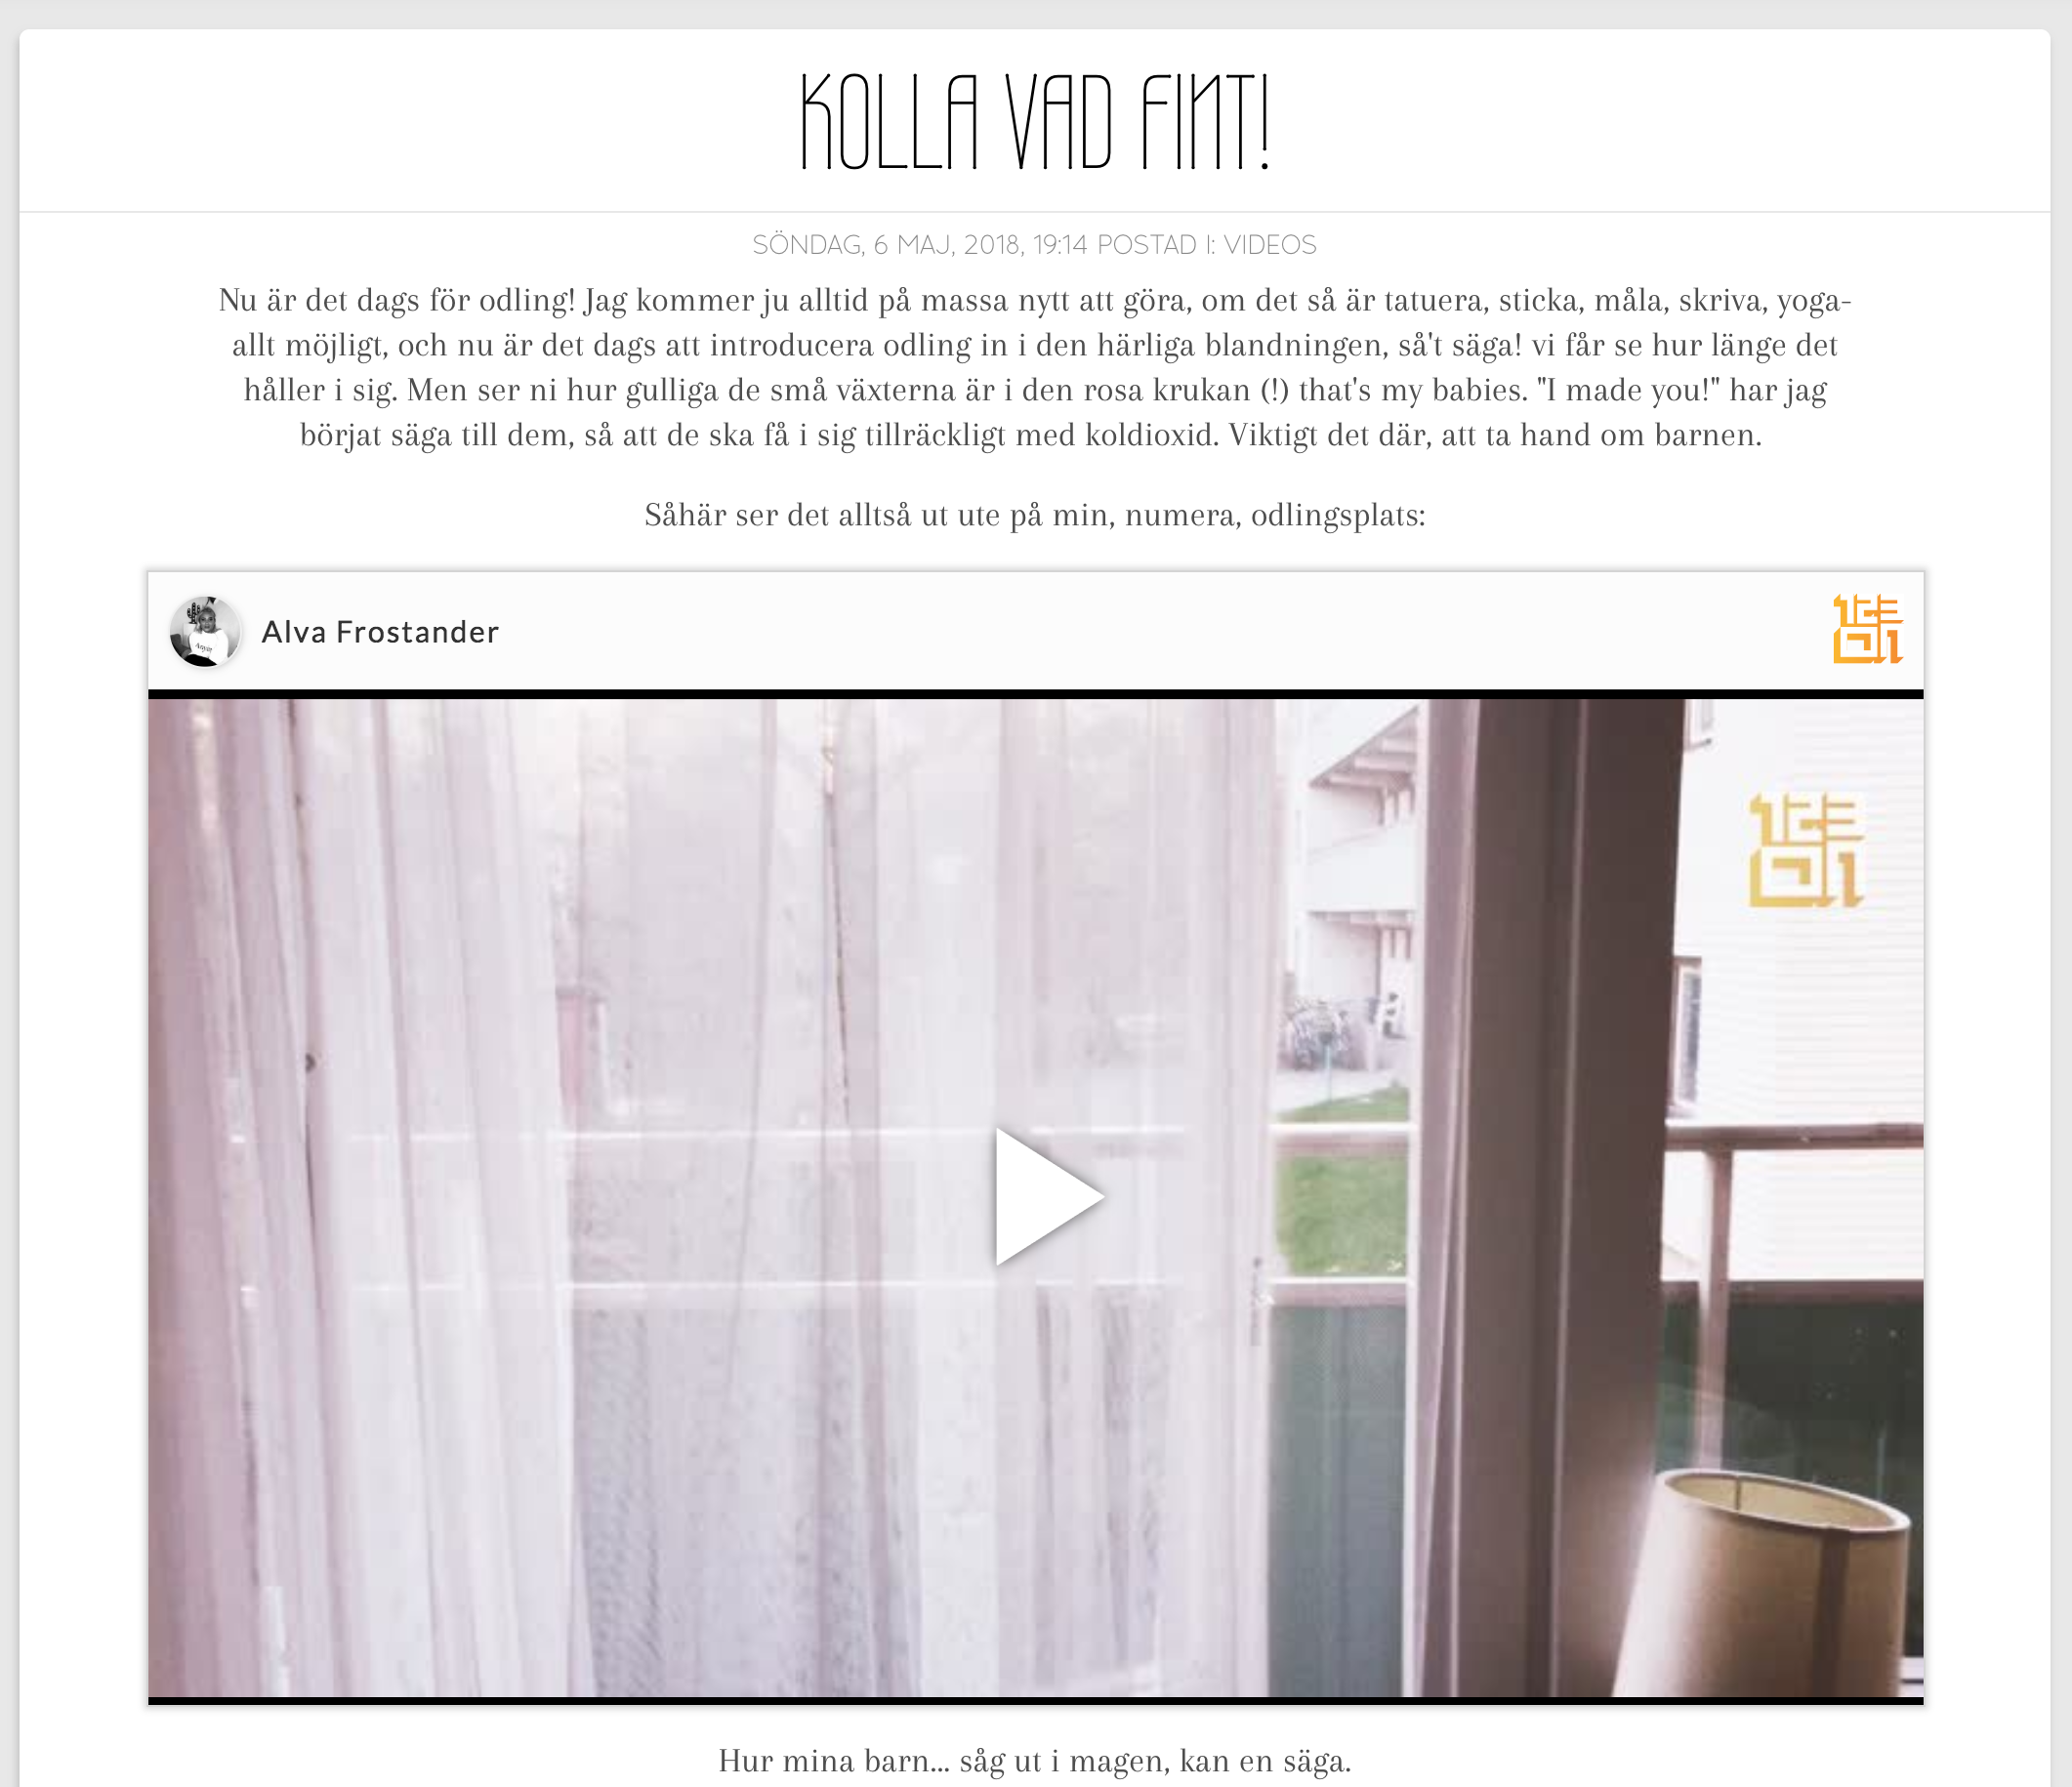 KOLLA VAD FINT!
SÖNDAG, 6 MAJ, 2018, 19:14 POSTAD I: VIDEOS
Nu är det dags för odling! Jag kommer ju alltid på massa nytt att göra, om det så är tatuera, sticka, måla, skriva, yoga-
allt möjligt, och nu är det dags att introducera odling in i den härliga blandningen, så't säga! vi får se hur länge det
håller i sig. Men ser ni hur gulliga de små växterna är i den rosa krukan (!) that's my babies. "I made you!" har jag
börjat säga till dem, så att de ska få i sig tillräckligt med koldioxid. Viktigt det där, att ta hand om barnen.
Såhär ser det alltså ut ute på min, numera, odlingsplats:
Alva Frostander
Hur mina barn... såg ut i magen, kan en säga.